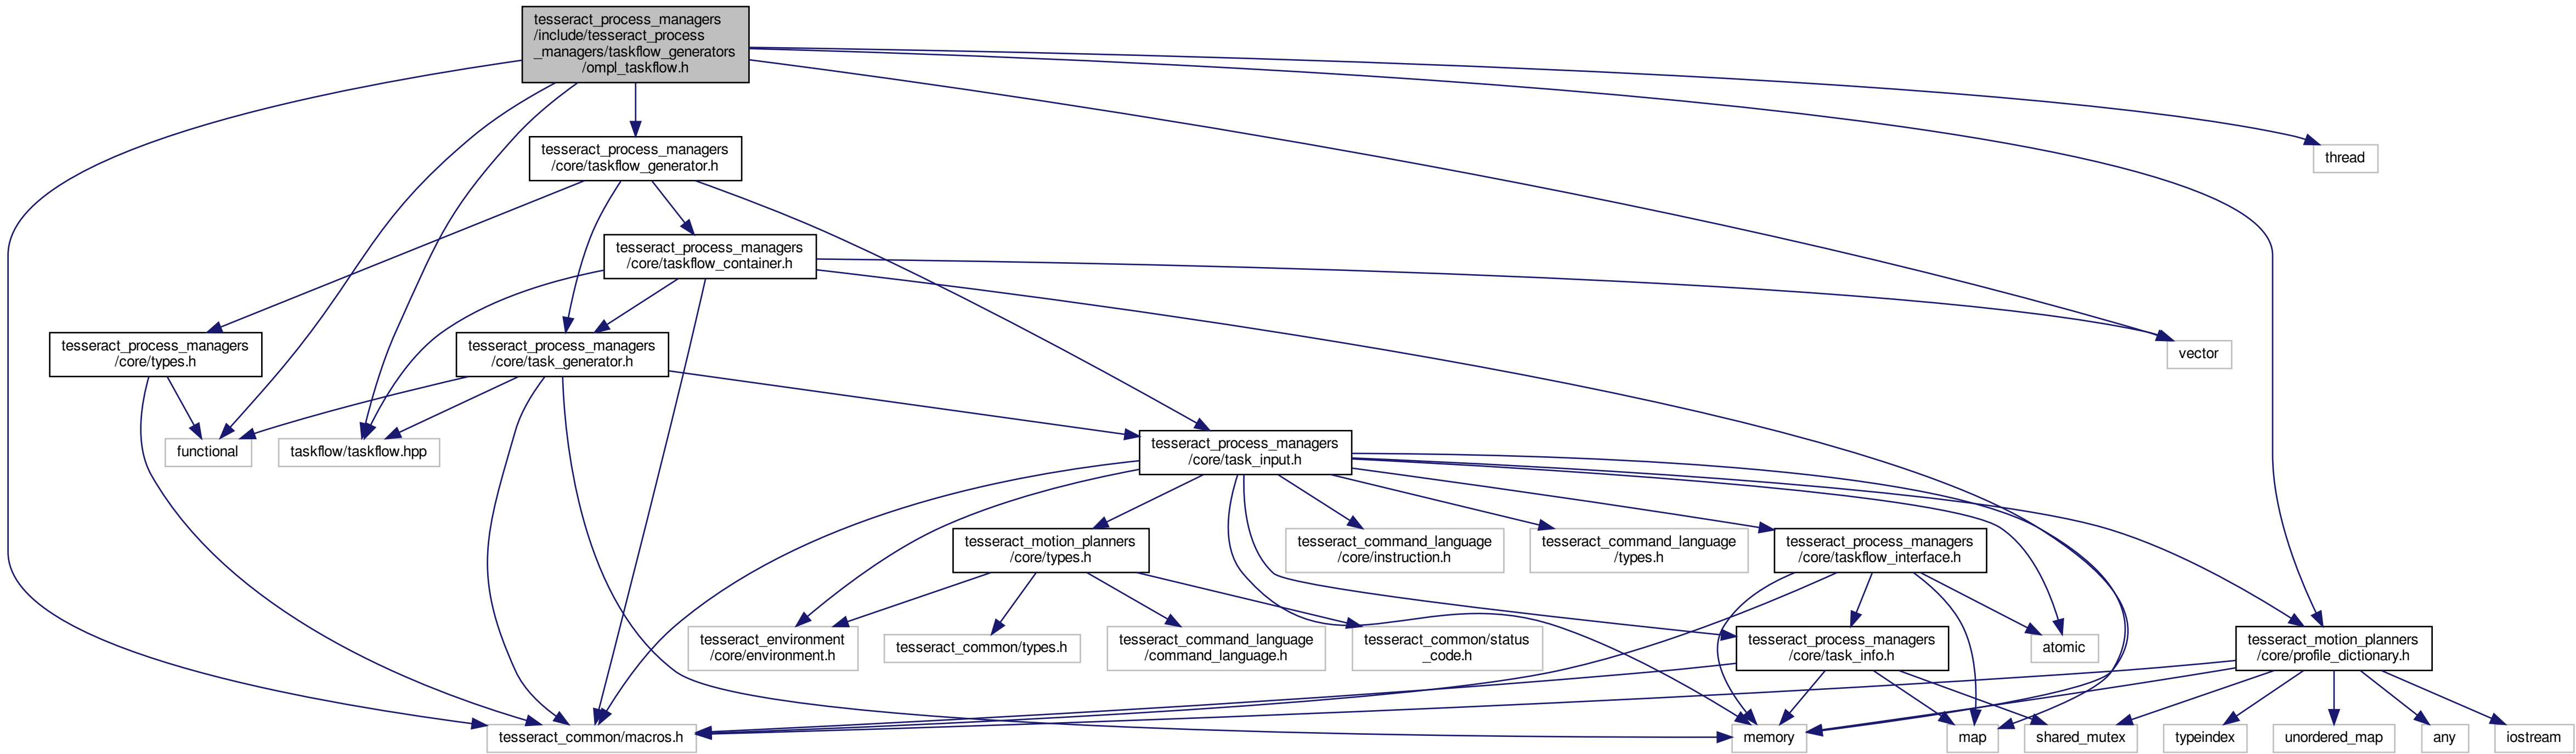 tesseract_process_managers
/include/tesseract_process
_managers/taskflow_generators
/ompl_taskflow.h
tesseract_process_managers
/core/taskflow_generator.h
thread
tesseract_process_managers
/core/taskflow_container.h
tesseract_process_managers
/core/types.h
tesseract_process_managers
/core/task_generator.h
vector
functional
taskflow/taskflow.hpp
tesseract_process_managers
/core/task_input.h
tesseract_motion_planners
/core/types.h
tesseract_command_language
/core/instruction.h
tesseract_command_language
/types.h
tesseract_process_managers
/core/taskflow_interface.h
tesseract_environment
/core/environment.h
tesseract_common/types.h
tesseract_command_language
/command_language.h
tesseract_common/status
_code.h
tesseract_process_managers
/core/task_info.h
atomic
tesseract_motion_planners
/core/profile_dictionary.h
tesseract_common/macros.h
memory
map
shared_mutex
typeindex
unordered_map
any
iostream